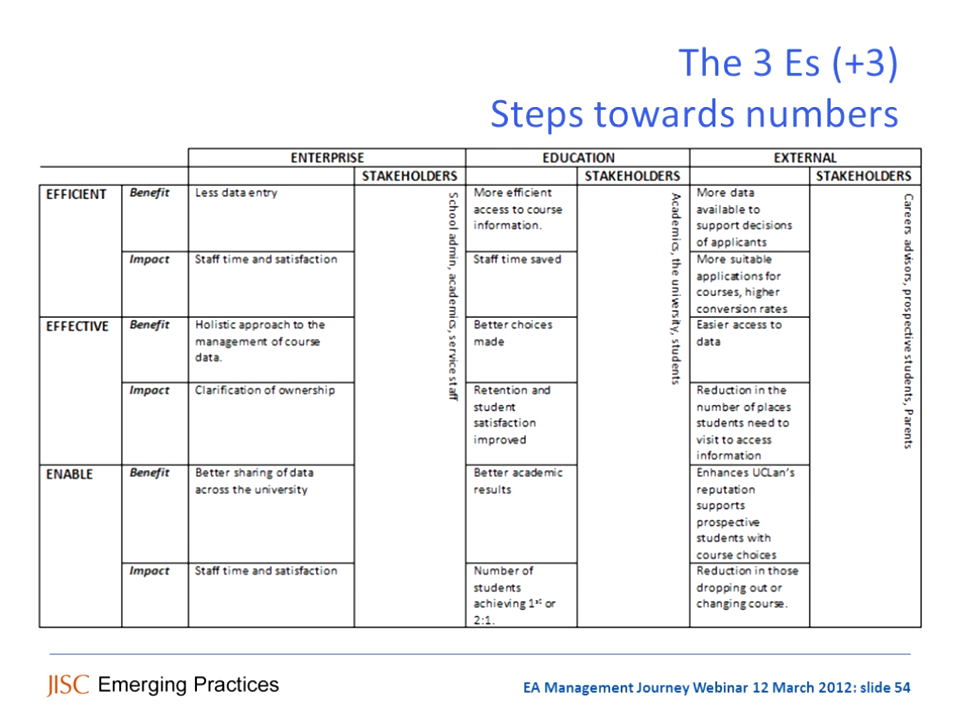 The 3 Es (+3)
Steps towards numbers
ENTERPRISE EDUCATION EXTERNAL
STAKEHOLDERS STAKEHOLDERS STAKEHOLDERS
EFFICIENT
Benefit
Less data entry
School admin, academics, service staff
More efficient
access to course
information.
Academics, the university, students
More data
available to
support decisions
of applicants
Careers advisors, prospective students, Parents
Impact
Staff time and satisfaction
Staff time saved
More suitable
applications for
courses, higher
conversion rates
EFFECTIVE
Benefit
Holistic approach to the
management of course
data.
Better choices
made
Easier access to
data
Impact
Clarification of ownership
Retention and
student
satisfaction
improved
Reduction in the
number of places
students need to
visit to access
information
ENABLE
Benefit
Better sharing of data
across the university
Better academic
results
Enhances UCLan's
reputation
supports
prospective
students with
course choices
Impact
Staff time and satisfaction
Number of
students
achieving 1st or
2:1.
Reduction in those
dropping out or
changing course.
JISC Emerging Practices
EA Management Journey Webinar 12 March 2012: slide 54